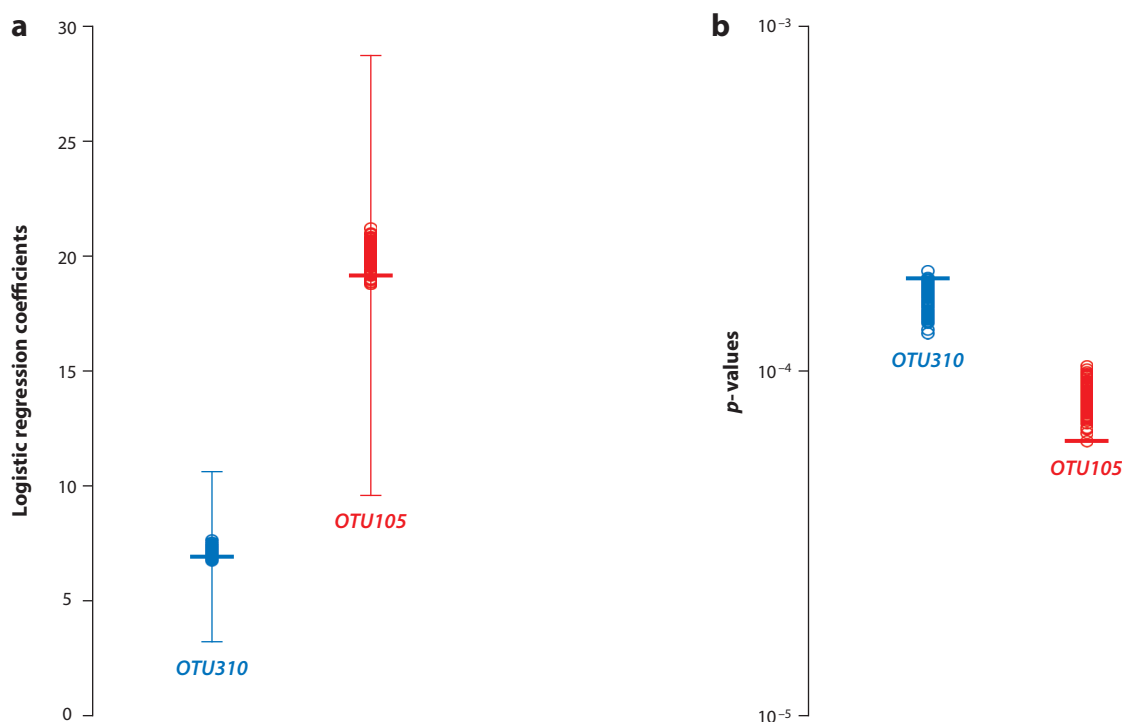 a
Logistic regression coefficients
30
25
20
15
10
5
0
OTU310
OTU105
b
p-values
10⁻³
10⁻⁴
10⁻⁵
OTU310
OTU105